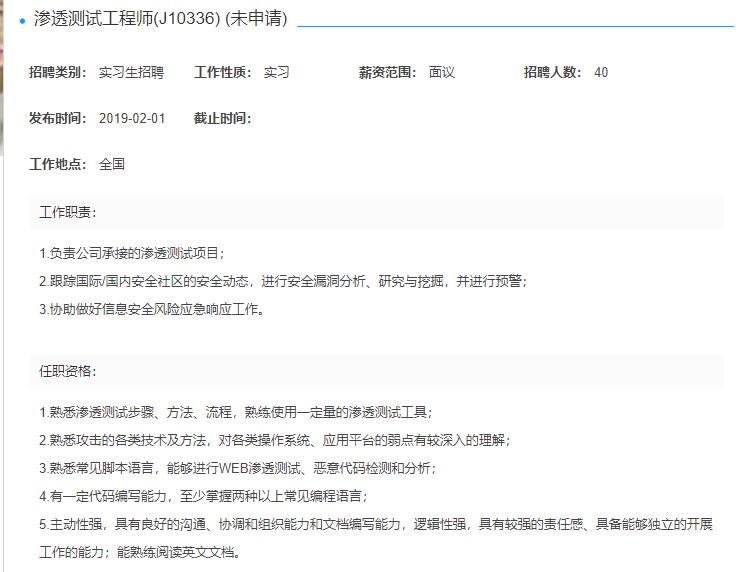 渗透测试工程师(J10336) (未申请)
招聘类别： 实习生招聘 工作性质： 实习 薪资范围： 面议 招聘人数： 40
发布时间： 2019-02-01 截止时间：
工作地点： 全国
工作职责：
1.负责公司承接的渗透测试项目；
2.跟踪国际/国内安全社区的安全动态，进行安全漏洞分析、研究与挖掘，并进行预警；
3.协助做好信息安全风险应急响应工作。
任职资格：
1.熟悉渗透测试步骤、方法、流程，熟练使用一定量的渗透测试工具；
2.熟悉攻击的各类技术及方法，对各类操作系统、应用平台的弱点有较深入的理解；
3.熟悉常见脚本语言，能够进行WEB渗透测试、恶意代码检测和分析；
4.有一定代码编写能力，至少掌握两种以上常见编程语言；
5.主动性强，具有良好的沟通、协调和组织能力和文档编写能力，逻辑性强，具有较强的责任感、具备能够独立的开展
工作的能力；能熟练阅读英文文档。